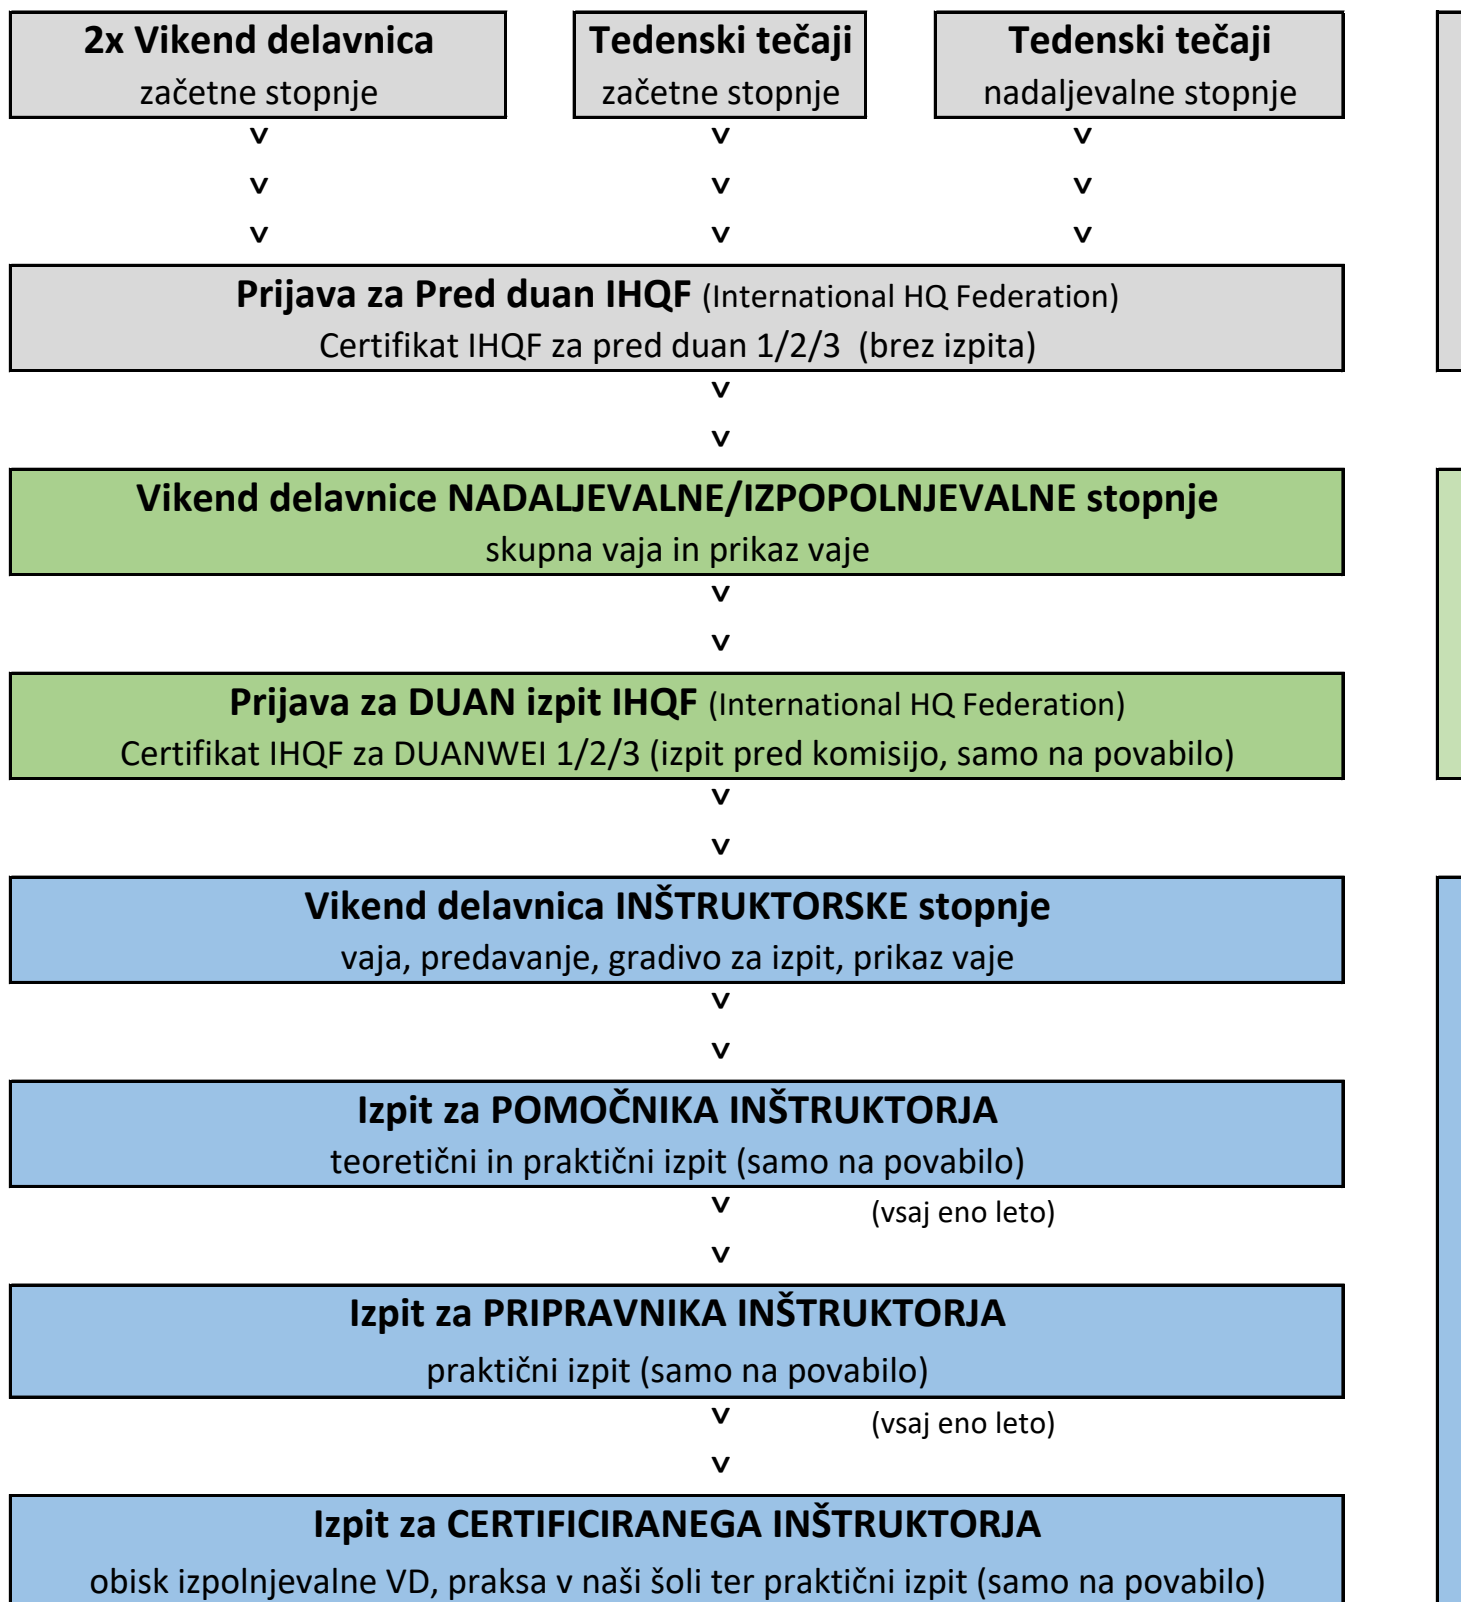 2x Vikend delavnica
začetne stopnje
Tedenski tečaji
začetne stopnje
Tedenski tečaji
nadaljevalne stopnje
v v v
v v v
v v v
Prijava za Pred duan IHQF (International HQ Federation)
Certifikat IHQF za pred duan 1/2/3 (brez izpita)
v
v
Vikend delavnice NADALJEVALNE/IZPOPOLNJEVALNE stopnje
skupna vaja in prikaz vaje
v
v
Prijava za DUAN izpit IHQF (International HQ Federation)
Certifikat IHQF za DUANWEI 1/2/3 (izpit pred komisijo, samo na povabilo)
v
v
Vikend delavnica INŠTRUKTORSKE stopnje
vaja, predavanje, gradivo za izpit, prikaz vaje
v
v
Izpit za POMOČNIKA INŠTRUKTORJA
teoretični in praktični izpit (samo na povabilo)
v (vsaj eno leto)
v
Izpit za PRIPRAVNIKA INŠTRUKTORJA
praktični izpit (samo na povabilo)
v (vsaj eno leto)
v
Izpit za CERTIFICIRANEGA INŠTRUKTORJA
obisk izpolnjevalne VD, praksa v naši šoli ter praktični izpit (samo na povabilo)